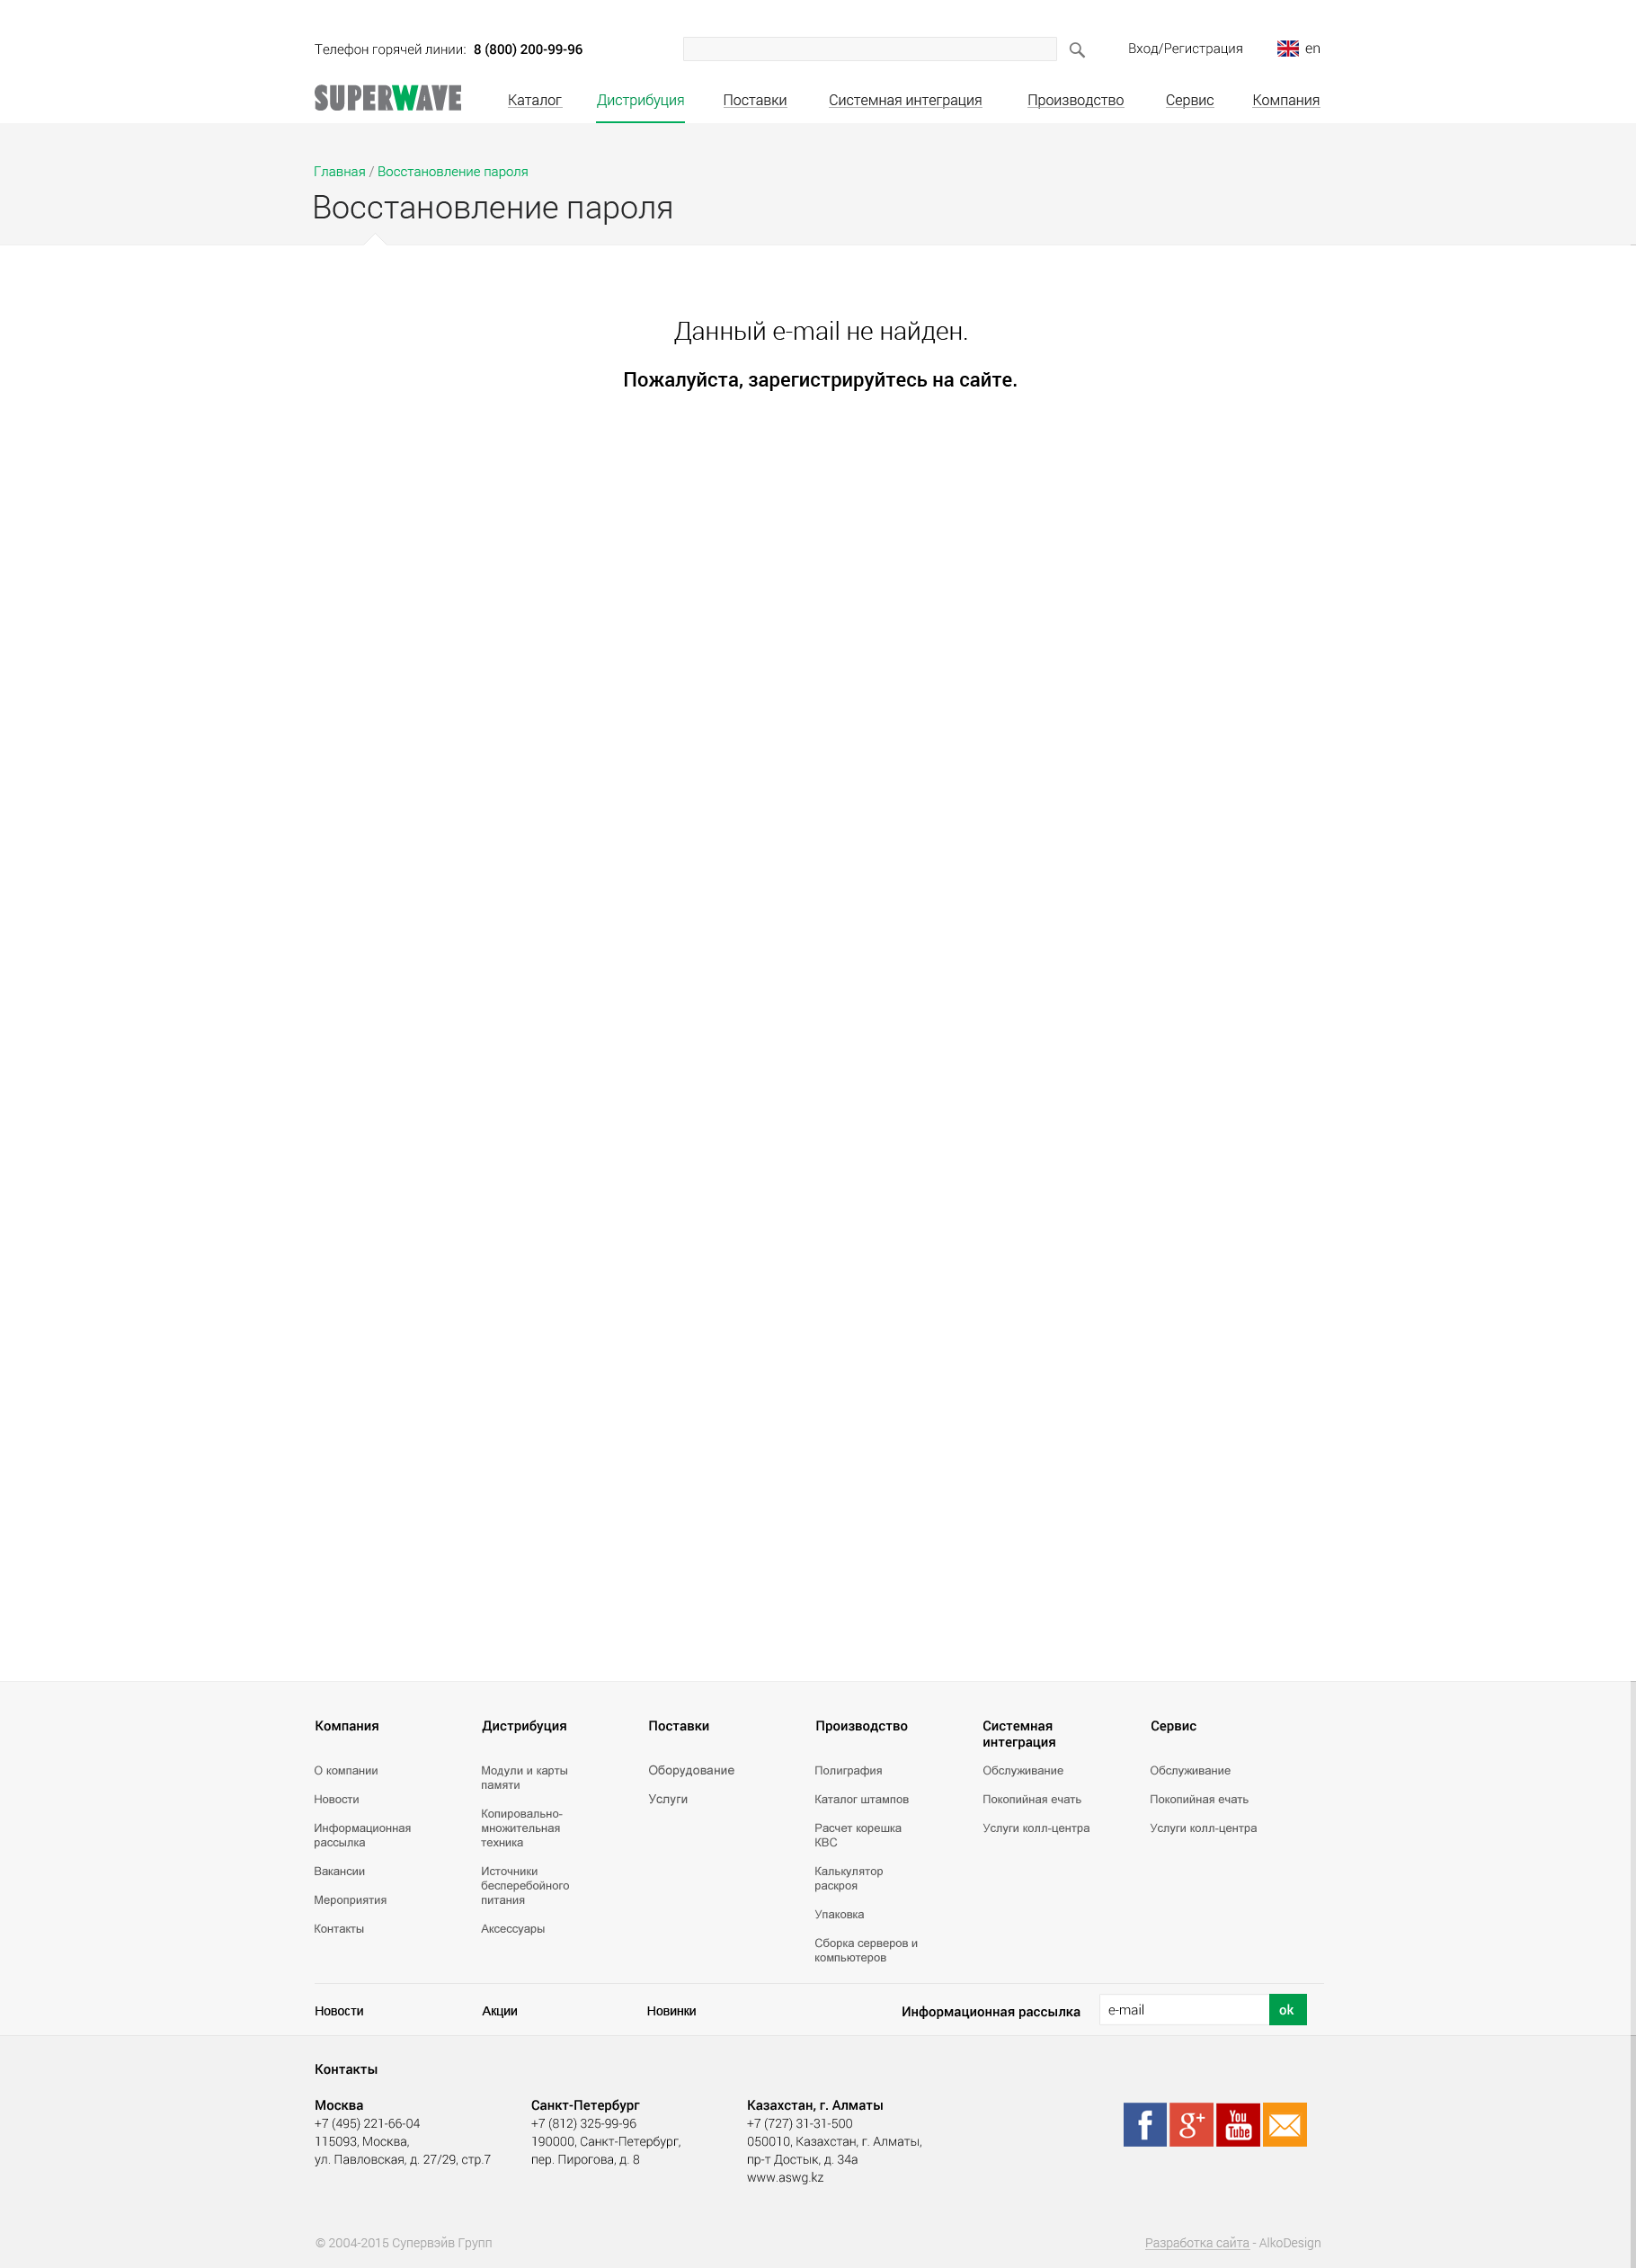 Телефон горячей линии: 8 (800) 200-99-96
Вход/Регистрация
en
SUPERWAVE
Каталог
Дистрибуция
Поставки
Системная интеграция
Производство
Сервис
Компания
Главная / Восстановление пароля
Восстановление пароля
Данный e-mail не найден.
Пожалуйста, зарегистрируйтесь на сайте.
Компания
О компании
Новости
Информационная
рассылка
Вакансии
Мероприятия
Контакты
Дистрибуция
Модули и карты
памяти
Копировально-
множительная
техника
Источники
бесперебойного
питания
Аксессуары
Поставки
Оборудование
Услуги
Производство
Полиграфия
Каталог штампов
Расчет корешка
КВС
Калькулятор
раскроя
Упаковка
Сборка серверов и
компьютеров
Системная
интеграция
Обслуживание
Покопийная ечать
Услуги колл-центра
Сервис
Обслуживание
Покопийная ечать
Услуги колл-центра
Новости
Акции
Новинки
Информационная рассылка
e-mail
ok
Контакты
Москва
+7 (495) 221-66-04
115093, Москва,
ул. Павловская, д. 27/29, стр.7
Санкт-Петербург
+7 (812) 325-99-96
190000, Санкт-Петербург,
пер. Пирогова, д. 8
Казахстан, г. Алматы
+7 (727) 31-31-500
050010, Казахстан, г. Алматы,
пр-т Достык, д. 34а
www.aswg.kz
f
g+
You
Tube
© 2004-2015 Супервэйв Групп
Разработка сайта - AlkoDesign